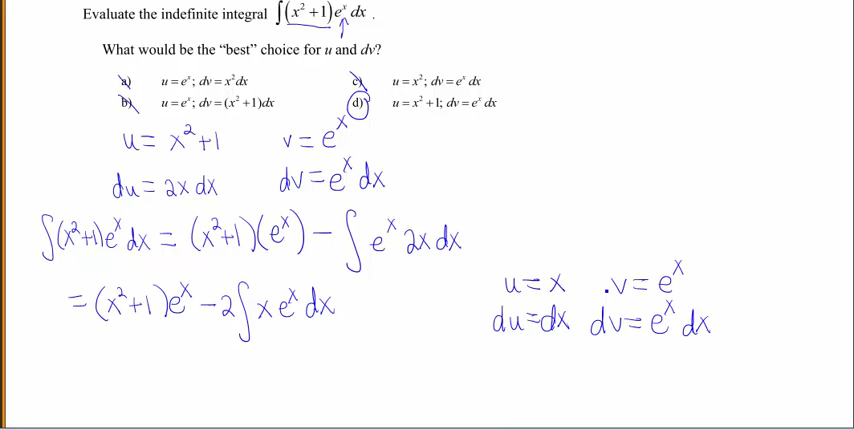 Evaluate the indefinite integral ∫(x² + 1)eˣ dx .
What would be the “best” choice for u and dv?
a) u = eˣ; dv = x²dx c) u = x²; dv = eˣ dx
b) u = eˣ; dv = (x² + 1)dx d) u = x² + 1; dv = eˣ dx
u = x² + 1 v = eˣ
du = 2x dx dv = eˣ dx
∫(x²+1)eˣ dx = (x²+1)(eˣ) − ∫ eˣ 2x dx
= (x²+1)eˣ − 2∫ x eˣ dx
u = x . v = eˣ
du = dx dv = eˣ dx